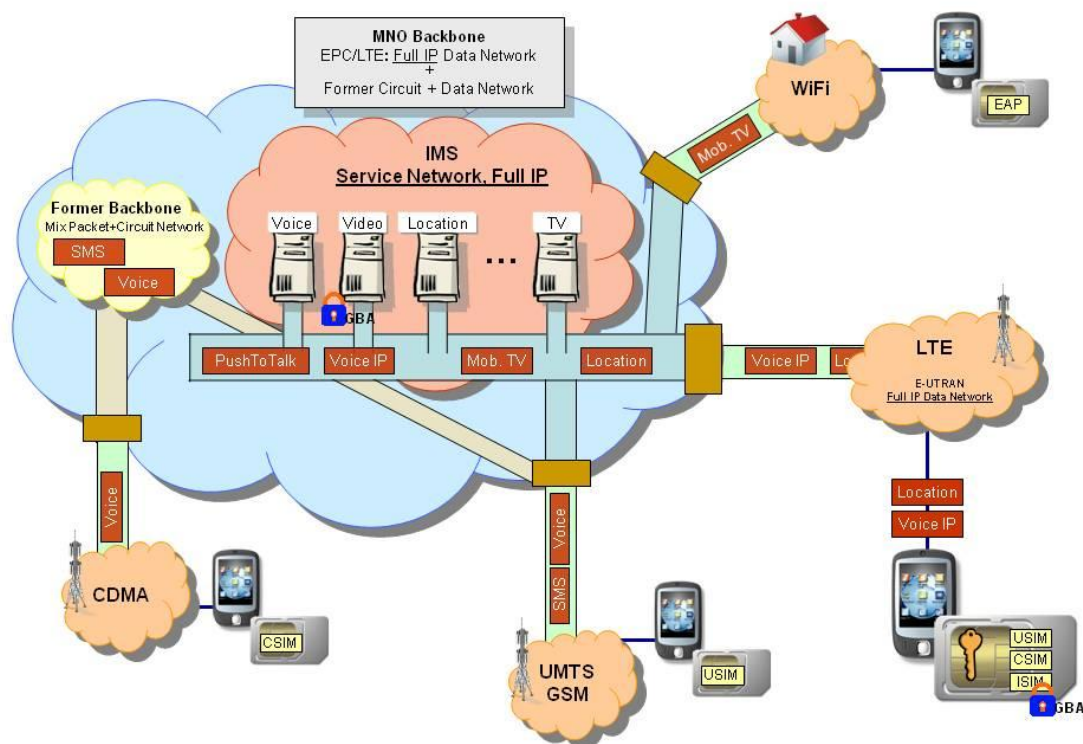 MNO Backbone
EPC/LTE: Full IP Data Network
+
Former Circuit + Data Network
WiFi
EAP
Mob. TV
IMS
Service Network, Full IP
Former Backbone
Mix Packet+Circuit Network
SMS
Voice
Voice
Video
Location
...
TV
GBA
PushToTalk
Voice IP
Mob. TV
Location
Voice IP
LTE
E-UTRAN
Full IP Data Network
Location
Voice IP
Voice
CDMA
CSIM
Voice
SMS
UMTS
GSM
USIM
USIM
CSIM
ISIM
GBA